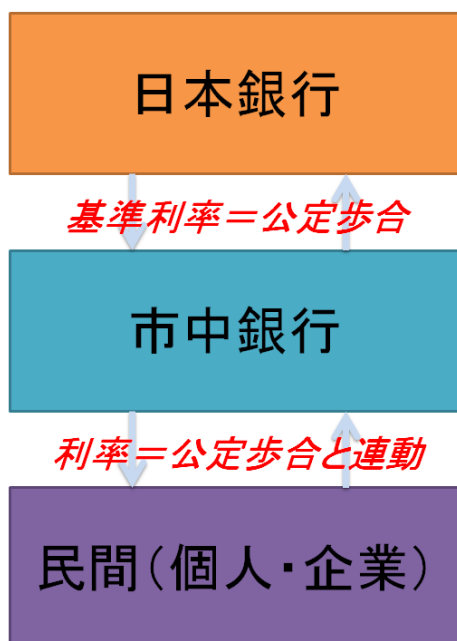 日本銀行
基準利率＝公定歩合
市中銀行
利率＝公定歩合と連動
民間（個人・企業）